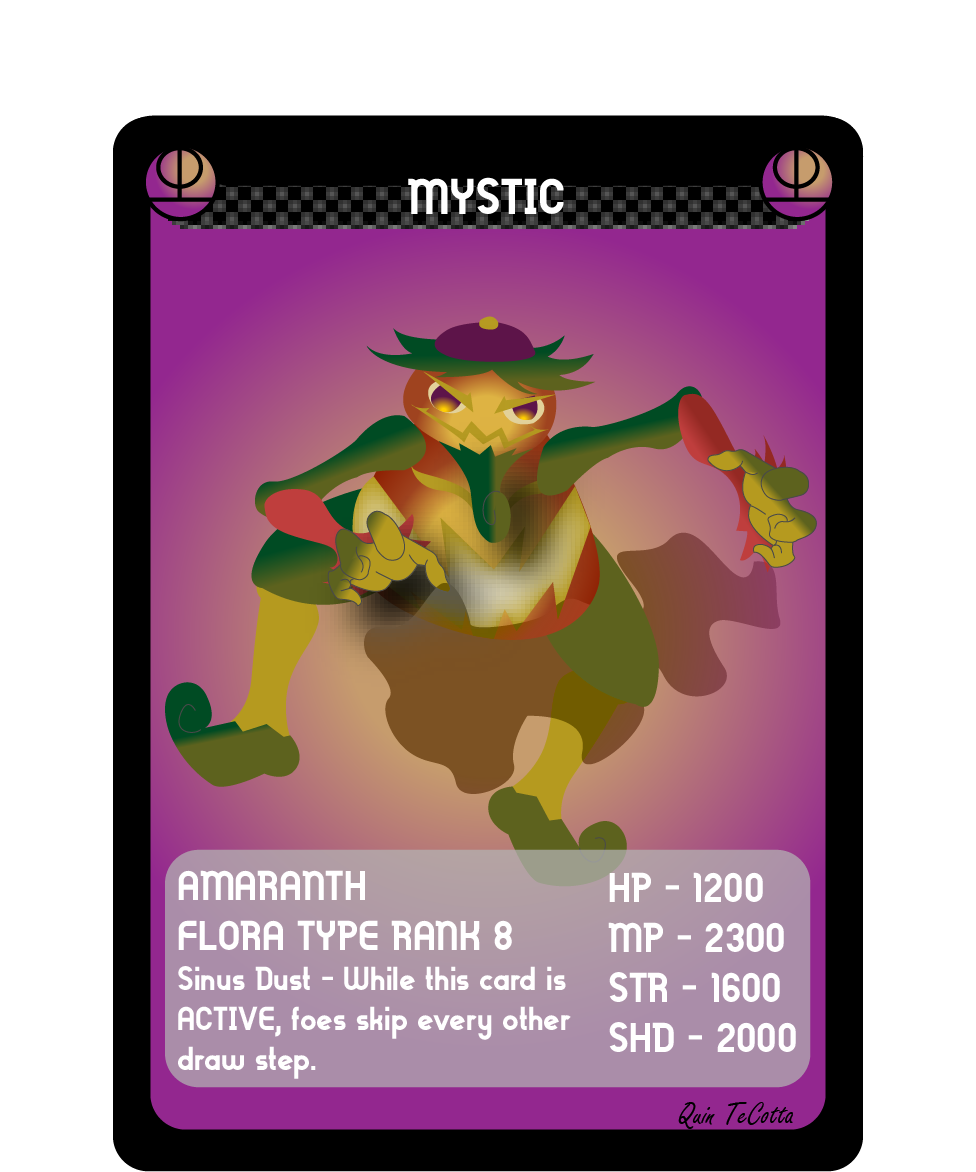 MYSTIC
AMARANTH
FLORA TYPE RANK 8
Sinus Dust - While this card is
ACTIVE, foes skip every other
draw step.
HP - 1200
MP - 2300
STR - 1600
SHD - 2000
Quin TeCotta